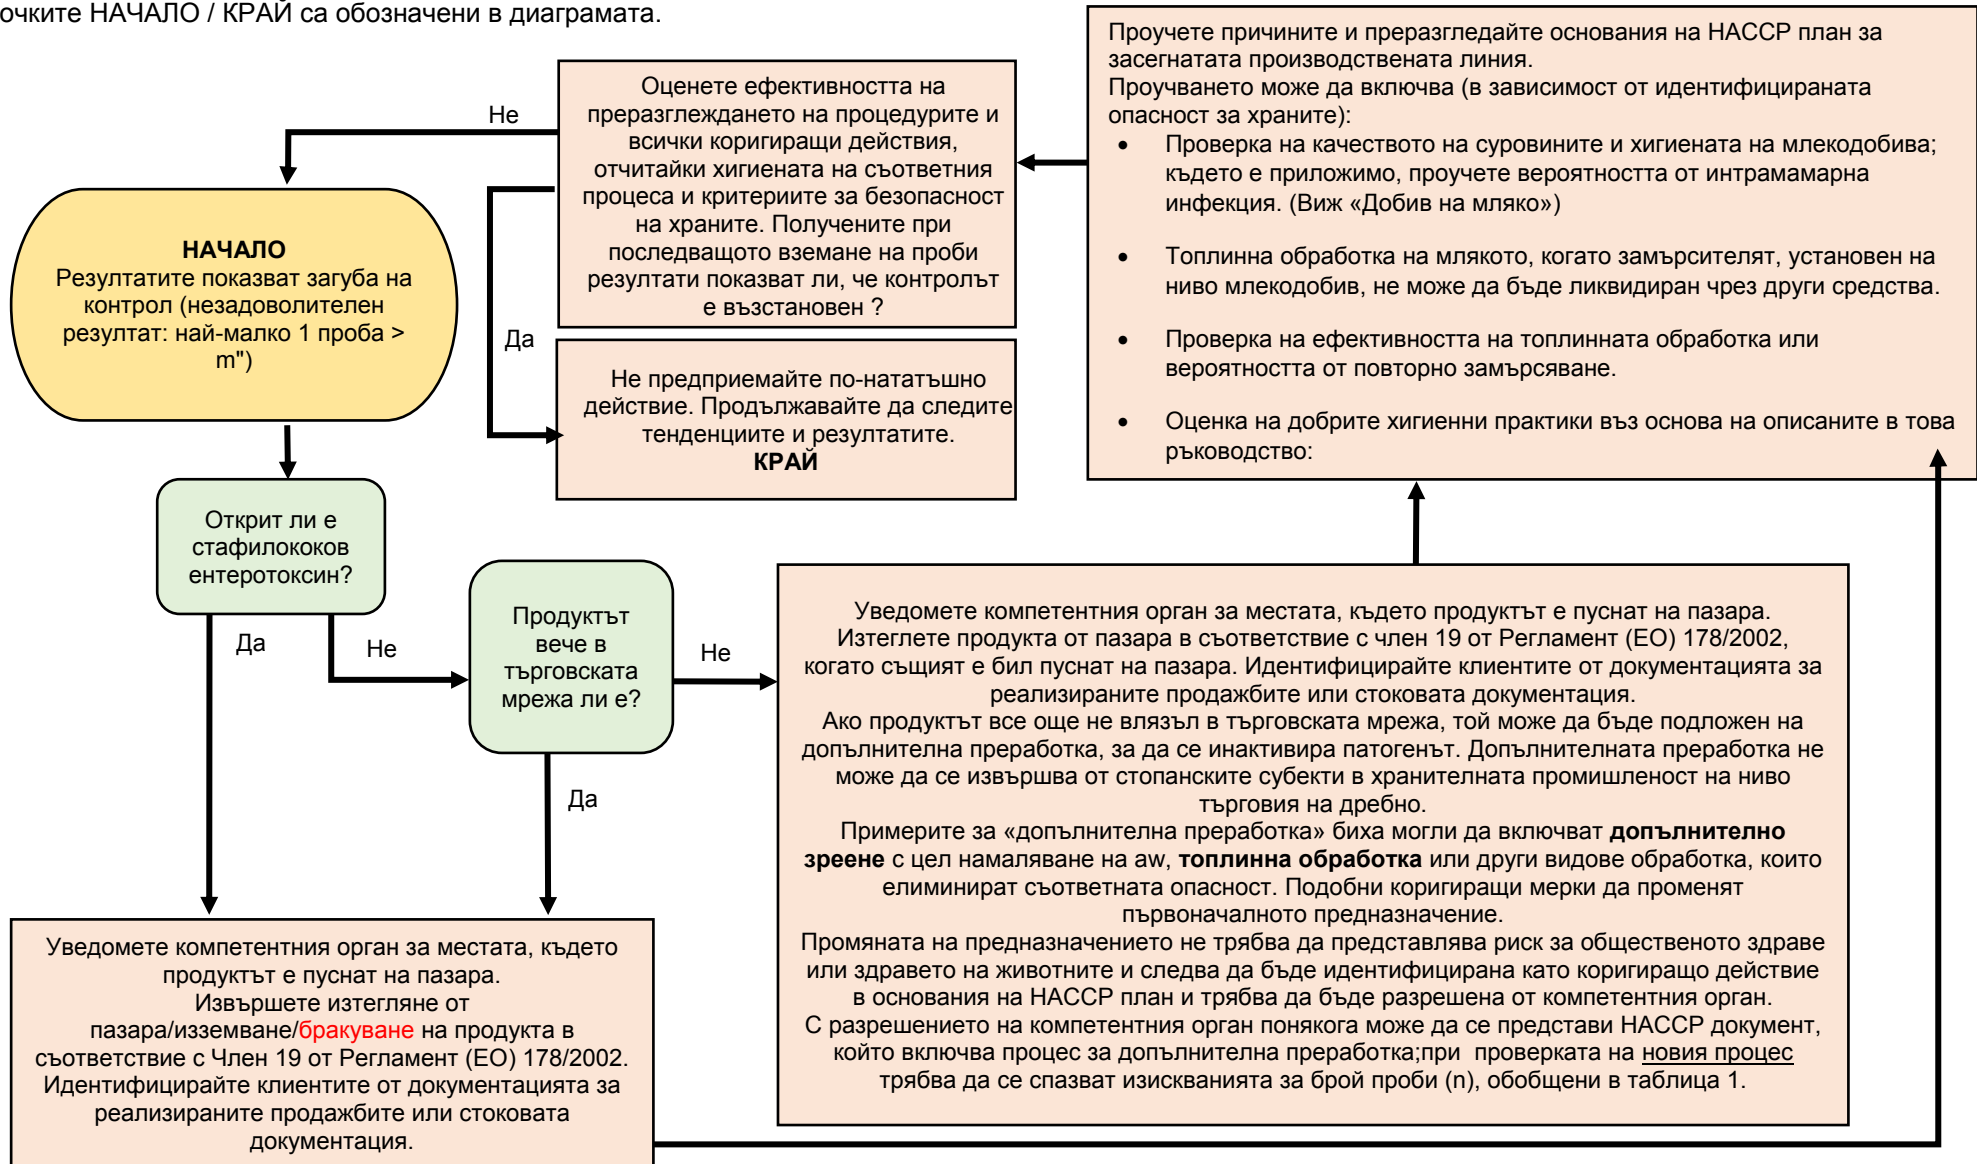 очките НАЧАЛО / КРАЙ са обозначени в диаграмата.
НАЧАЛО
Резултатите показват загуба на
контрол (незадоволителен
резултат: най-малко 1 проба >
m")
Не
Оценете ефективността на
преразглеждането на процедурите и
всички коригиращи действия,
отчитайки хигиената на съответния
процеса и критериите за безопасност
на храните. Получените при
последващото вземане на проби
резултати показват ли, че контролът
е възстановен ?
Да
Не предприемайте по-нататъшно
действие. Продължавайте да следите
тенденциите и резултатите.
КРАЙ
Проучете причините и преразгледайте основания на НАССР план за
засегнатата производствената линия.
Проучването може да включва (в зависимост от идентифицираната
опасност за храните):
• Проверка на качеството на суровините и хигиената на млекодобива;
където е приложимо, проучете вероятността от интрамамарна
инфекция. (Виж «Добив на мляко»)
• Топлинна обработка на млякото, когато замърсителят, установен на
ниво млекодобив, не може да бъде ликвидиран чрез други средства.
• Проверка на ефективността на топлинната обработка или
вероятността от повторно замърсяване.
• Оценка на добрите хигиенни практики въз основа на описаните в това
ръководство:
Открит ли е
стафилококов
ентеротоксин?
Да
Не
Продуктът
вече в
търговската
мрежа ли е?
Не
Да
Уведомете компетентния орган за местата, където продуктът е пуснат на пазара.
Изтеглете продукта от пазара в съответствие с член 19 от Регламент (ЕО) 178/2002,
когато същият е бил пуснат на пазара. Идентифицирайте клиентите от документацията за
реализираните продажбите или стоковата документация.
Ако продуктът все още не влязъл в търговската мрежа, той може да бъде подложен на
допълнителна преработка, за да се инактивира патогенът. Допълнителната преработка не
може да се извършва от стопанските субекти в хранителната промишленост на ниво
търговия на дребно.
Примерите за «допълнителна преработка» биха могли да включват допълнително
зреене с цел намаляване на aw, топлинна обработка или други видове обработка, които
елиминират съответната опасност. Подобни коригиращи мерки да променят
първоначалното предназначение.
Промяната на предназначението не трябва да представлява риск за общественото здраве
или здравето на животните и следва да бъде идентифицирана като коригиращо действие
в основания на НАССР план и трябва да бъде разрешена от компетентния орган.
С разрешението на компетентния орган понякога може да се представи НАССР документ,
който включва процес за допълнителна преработка;при проверката на новия процес
трябва да се спазват изискванията за брой проби (n), обобщени в таблица 1.
Уведомете компетентния орган за местата, където
продуктът е пуснат на пазара.
Извършете изтегляне от
пазара/изземване/бракуване на продукта в
съответствие с Член 19 от Регламент (ЕО) 178/2002.
Идентифицирайте клиентите от документацията за
реализираните продажбите или стоковата
документация.